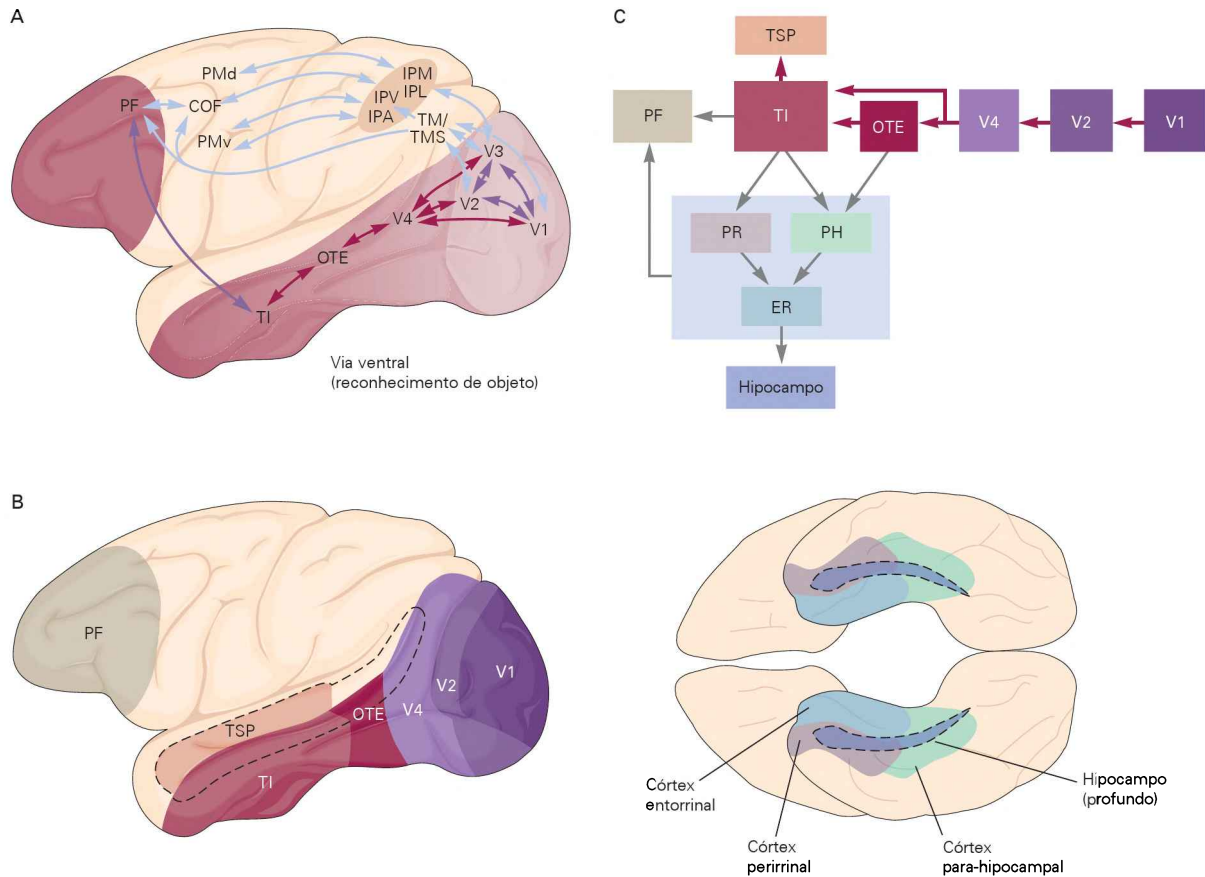 A
PMd
PF
COF
PMv
IPM
IPL
IPV
IPA
TM/
TMS
V3
V2
V4
V1
OTE
TI
Via ventral
(reconhecimento de objeto)
C
TSP
PF
TI
OTE
V4
V2
V1
PR
PH
ER
Hipocampo
B
PF
TSP
TI
OTE
V4
V2
V1
Córtex
entorrinal
Córtex
perirrinal
Córtex
para-hipocampal
Hipocampo
(profundo)